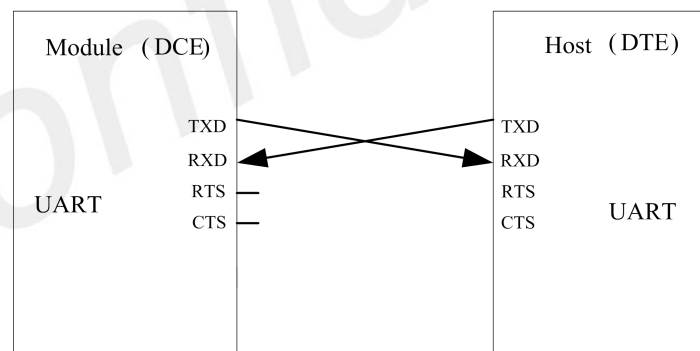 Module (DCE)
Host (DTE)
TXD
TXD
RXD
RXD
RTS
RTS
UART
UART
CTS
CTS